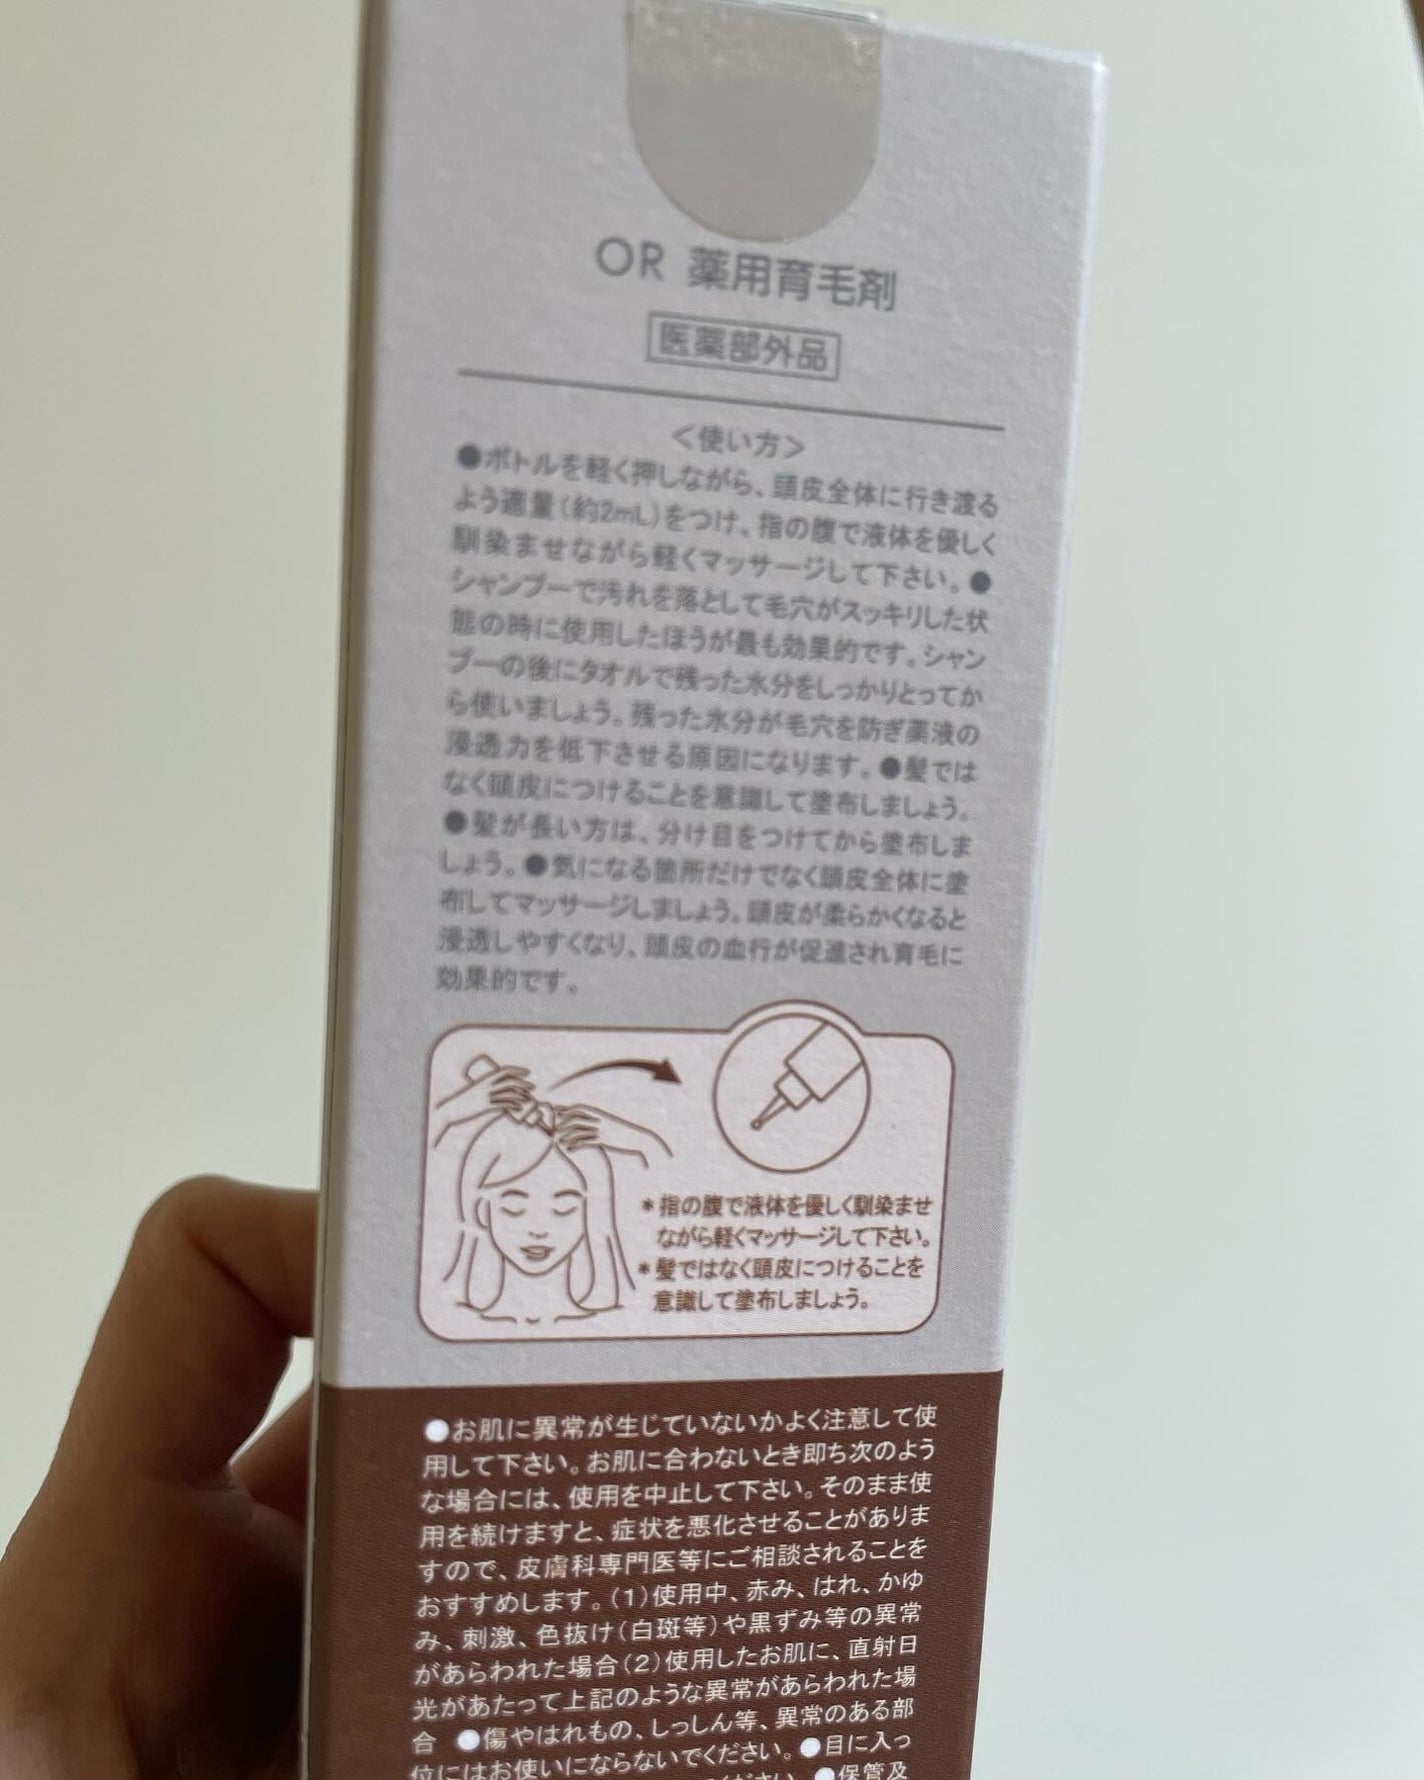 OR 薬用育毛剤
医薬部外品
＜使い方＞
●ボトルを軽く押しながら、頭皮全体に行き渡る
よう適量(約2mL)をつけ、指の腹で液体を優しく
馴染ませながら軽くマッサージして下さい。●
シャンプーで汚れを落として毛穴がスッキリした状
態の時に使用したほうが最も効果的です。シャン
プーの後にタオルで残った水分をしっかりとってか
ら使いましょう。残った水分が毛穴を防ぎ薬液の
浸透力を低下させる原因になります。●髪では
なく頭皮につけることを意識して塗布しましょう。
●髪が長い方は、分け目をつけてから塗布しま
しょう。●気になる箇所だけでなく頭皮全体に塗
布してマッサージしましょう。頭皮が柔らかくなると
浸透しやすくなり、頭皮の血行が促進され育毛に
効果的です。
＊指の腹で液体を優しく馴染ませ
ながら軽くマッサージして下さい。
＊髪ではなく頭皮につけることを
意識して塗布しましょう。
●お肌に異常が生じていないかよく注意して使
用して下さい。お肌に合わないとき即ち次のよう
な場合には、使用を中止して下さい。そのまま使
用を続けますと、症状を悪化させることがありま
すので、皮膚科専門医等にご相談されることを
おすすめします。(1)使用中、赤み、はれ、かゆ
み、刺激、色抜け(白斑等)や黒ずみ等の異常
があらわれた場合(2)使用したお肌に、直射日
光があたって上記のような異常があらわれた場
合 ●傷やはれもの、しっしん等、異常のある部
位にはお使いにならないでください。●目に入っ
ください。●保管及